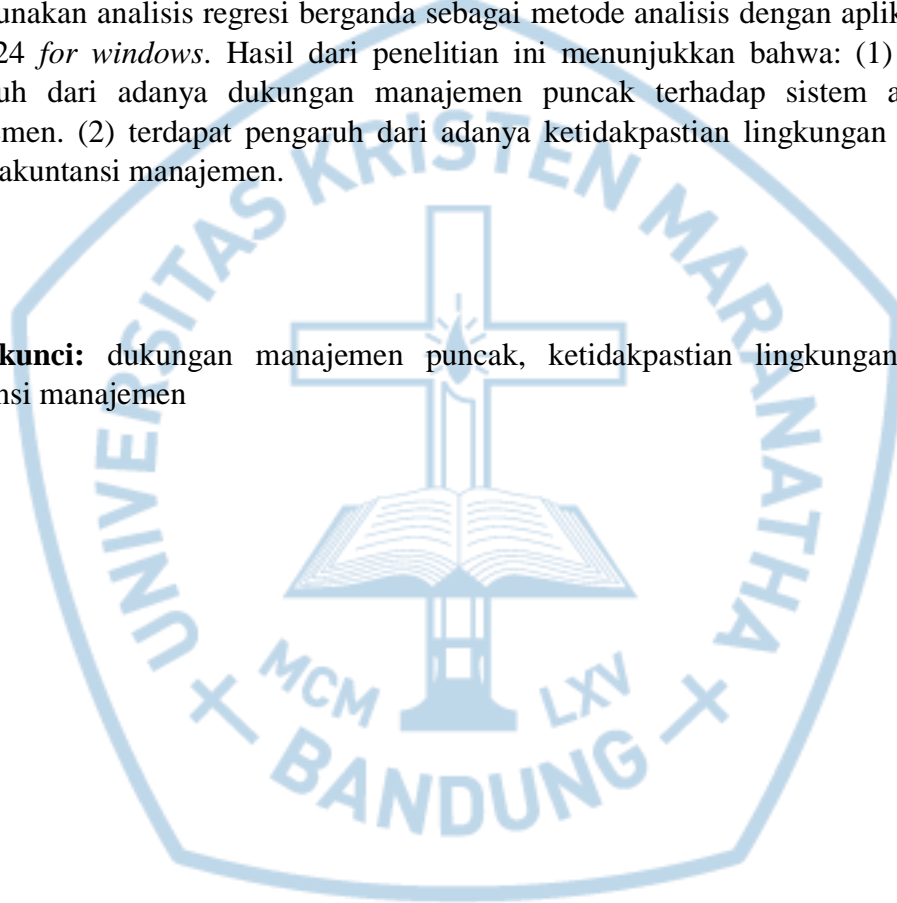 unakan analisis regresi berganda sebagai metode analisis dengan aplik
24 for windows. Hasil dari penelitian ini menunjukkan bahwa: (1)
uh dari adanya dukungan manajemen puncak terhadap sistem a
emen. (2) terdapat pengaruh dari adanya ketidakpastian lingkungan
akuntansi manajemen.
kunci: dukungan manajemen puncak, ketidakpastian lingkungan
nsi manajemen
UNIVERSITAS KRISTEN MARANATHA
MCM LXV
BANDUNG